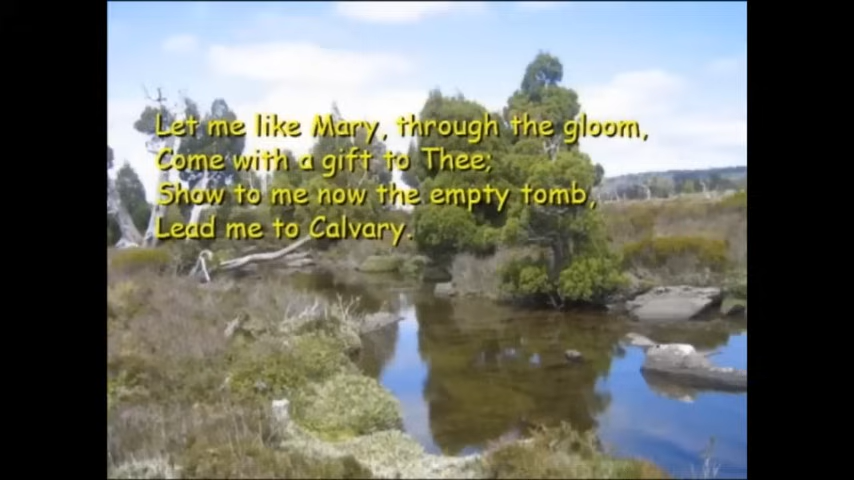 Let me like Mary, through the gloom,
Come with a gift to Thee;
Show to me now the empty tomb,
Lead me to Calvary.